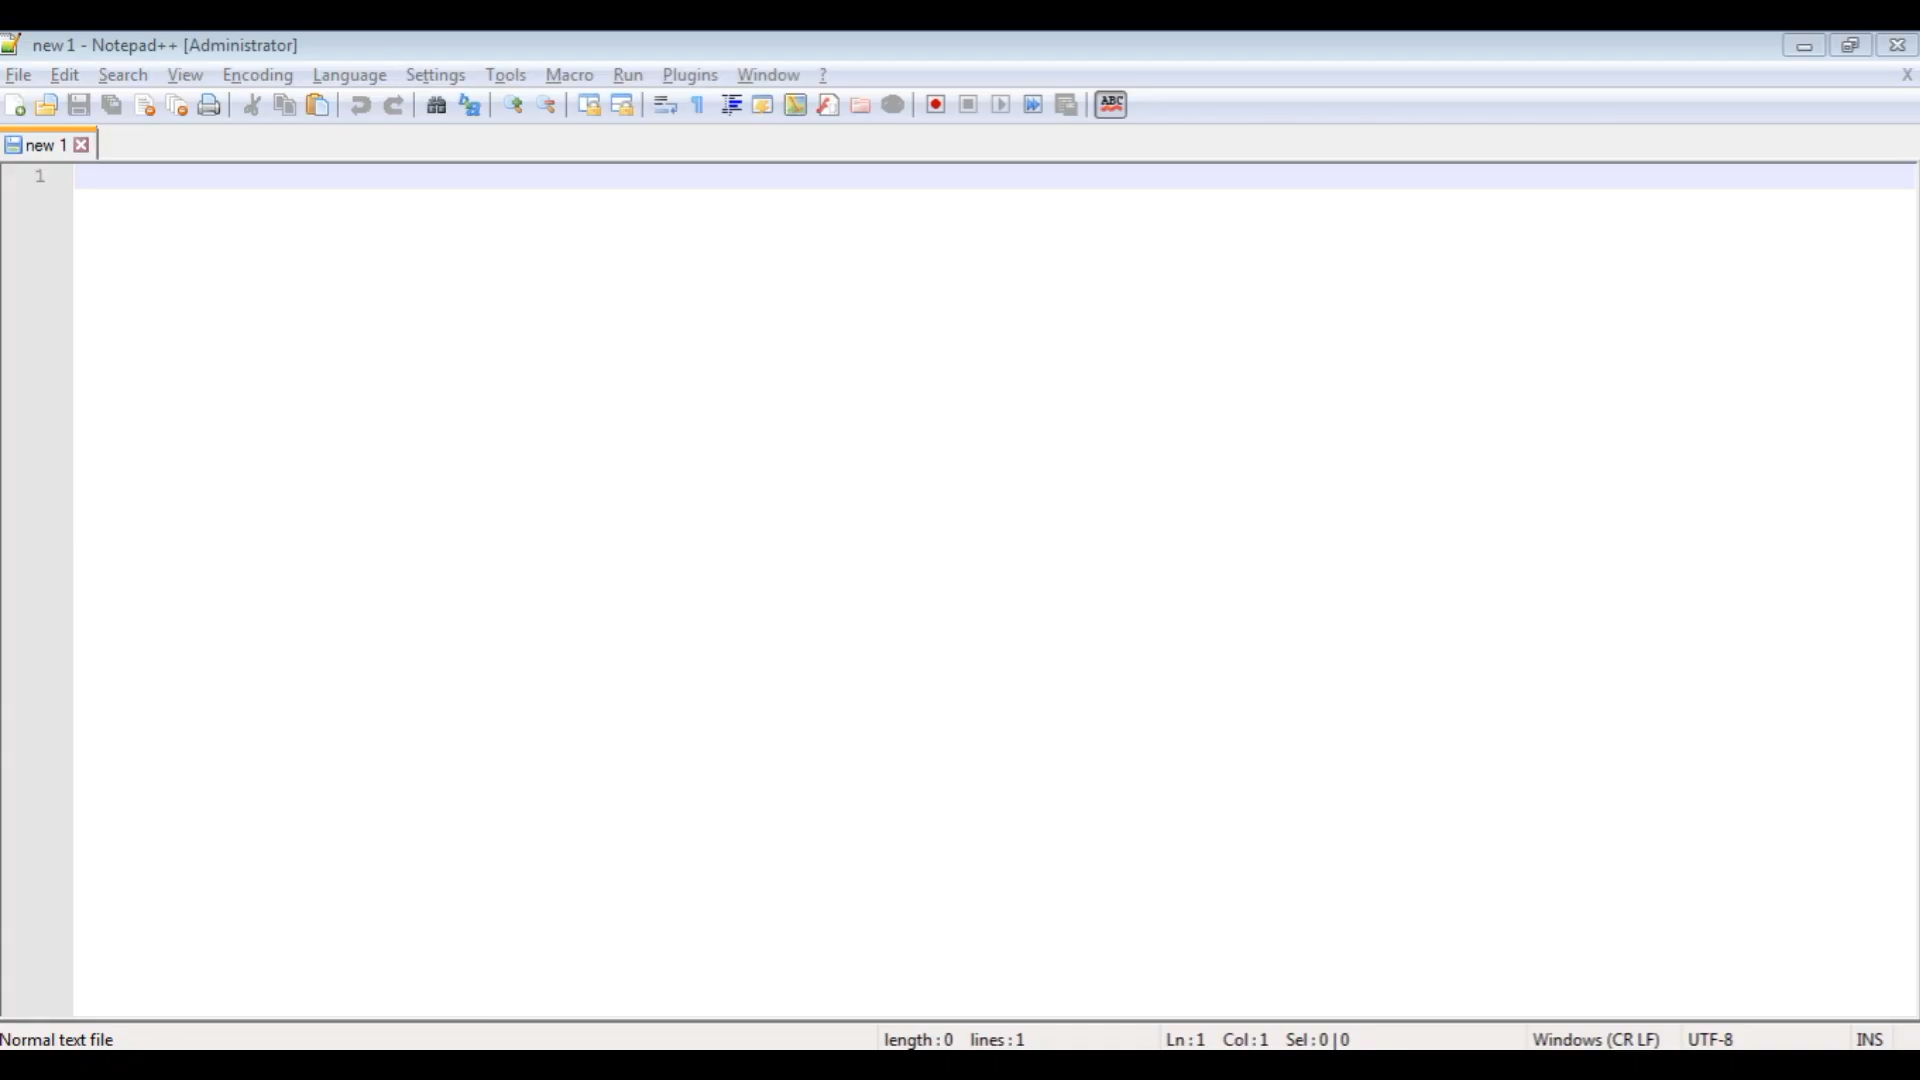 new 1 - Notepad++ [Administrator]
File Edit Search View Encoding Language Settings Tools Macro Run Plugins Window ? X
ABC
new 1
1
Normal text file length : 0 lines : 1 Ln : 1 Col : 1 Sel : 0 | 0 Windows (CR LF) UTF-8 INS